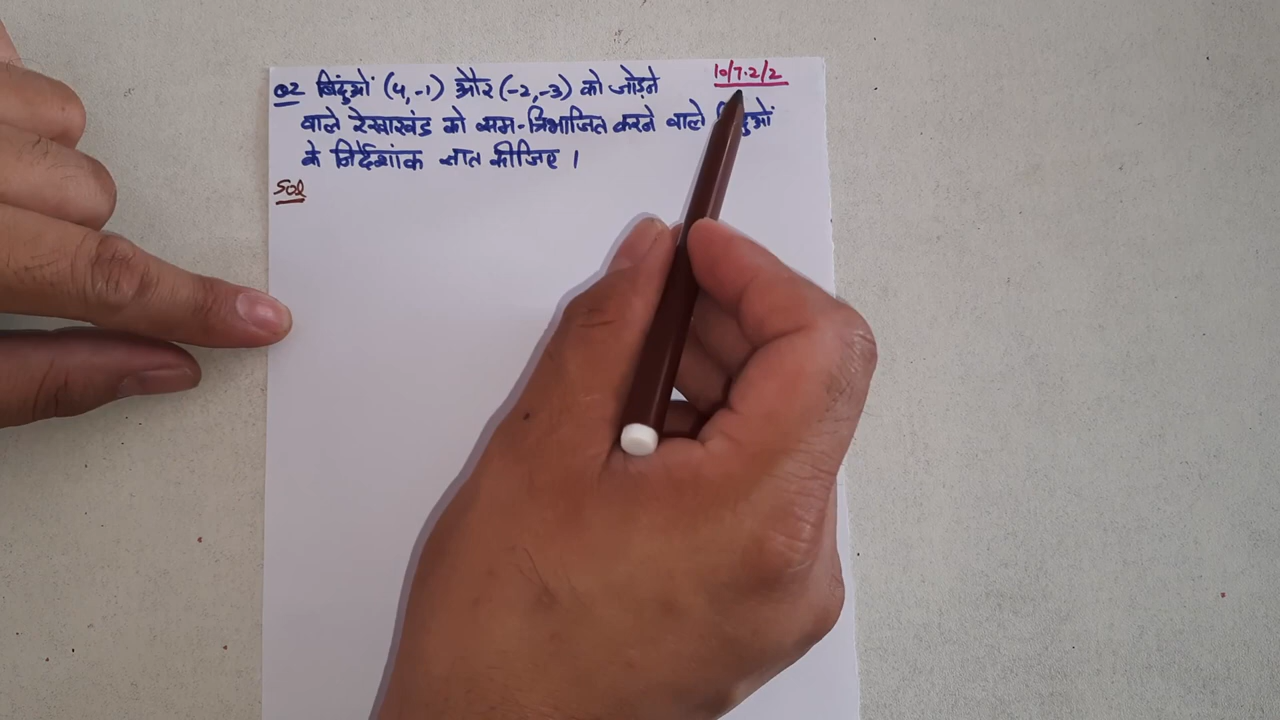 Q2 बिंदुओं (4,-1) और (-2,-3) को जोड़ने
10/7.2/2
वाले रेखाखंड को सम-त्रिभाजित करने वाले
के निर्देशांक ज्ञात कीजिए ।
Sol